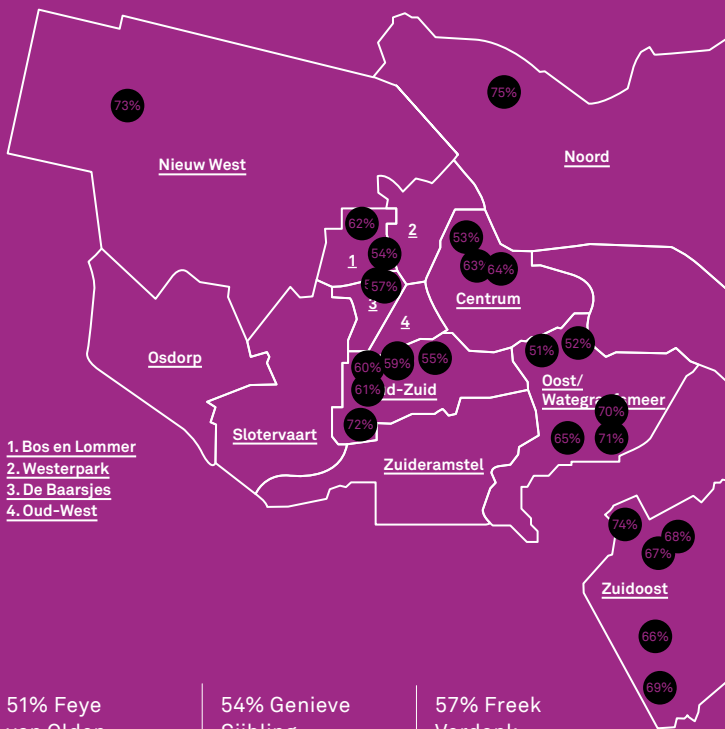 73%
75%
Noord
Nieuw West
62%
2
53%
54%
1
63%
64%
57%
3
Centrum
4
51%
52%
60%
59%
55%
Osdorp
Oost/
61%
70%
Slotervaart
72%
65%
71%
Zuideramstel
1. Bos en Lommer
2. Westerpark
3. De Baarsjes
4. Oud-West
74%
68%
67%
Zuidoost
66%
69%
51% Feye
54% Genieve
57% Freek